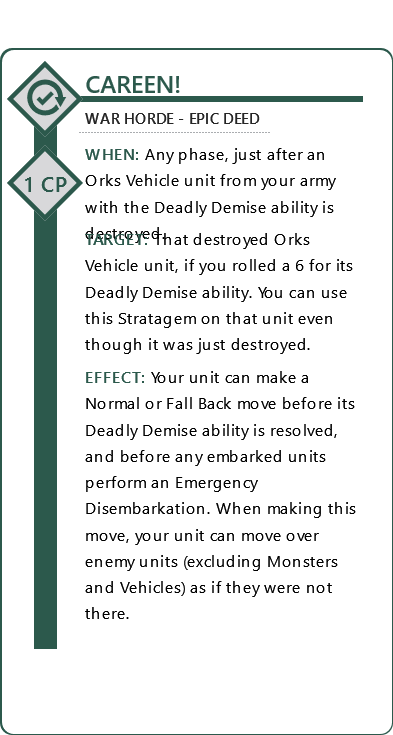 CAREEN!
WAR HORDE - EPIC DEED
1 CP
WHEN: Any phase, just after an
Orks Vehicle unit from your army
with the Deadly Demise ability is
destroyed.
TARGET: That destroyed Orks
Vehicle unit, if you rolled a 6 for its
Deadly Demise ability. You can use
this Stratagem on that unit even
though it was just destroyed.
EFFECT: Your unit can make a
Normal or Fall Back move before its
Deadly Demise ability is resolved,
and before any embarked units
perform an Emergency
Disembarkation. When making this
move, your unit can move over
enemy units (excluding Monsters
and Vehicles) as if they were not
there.